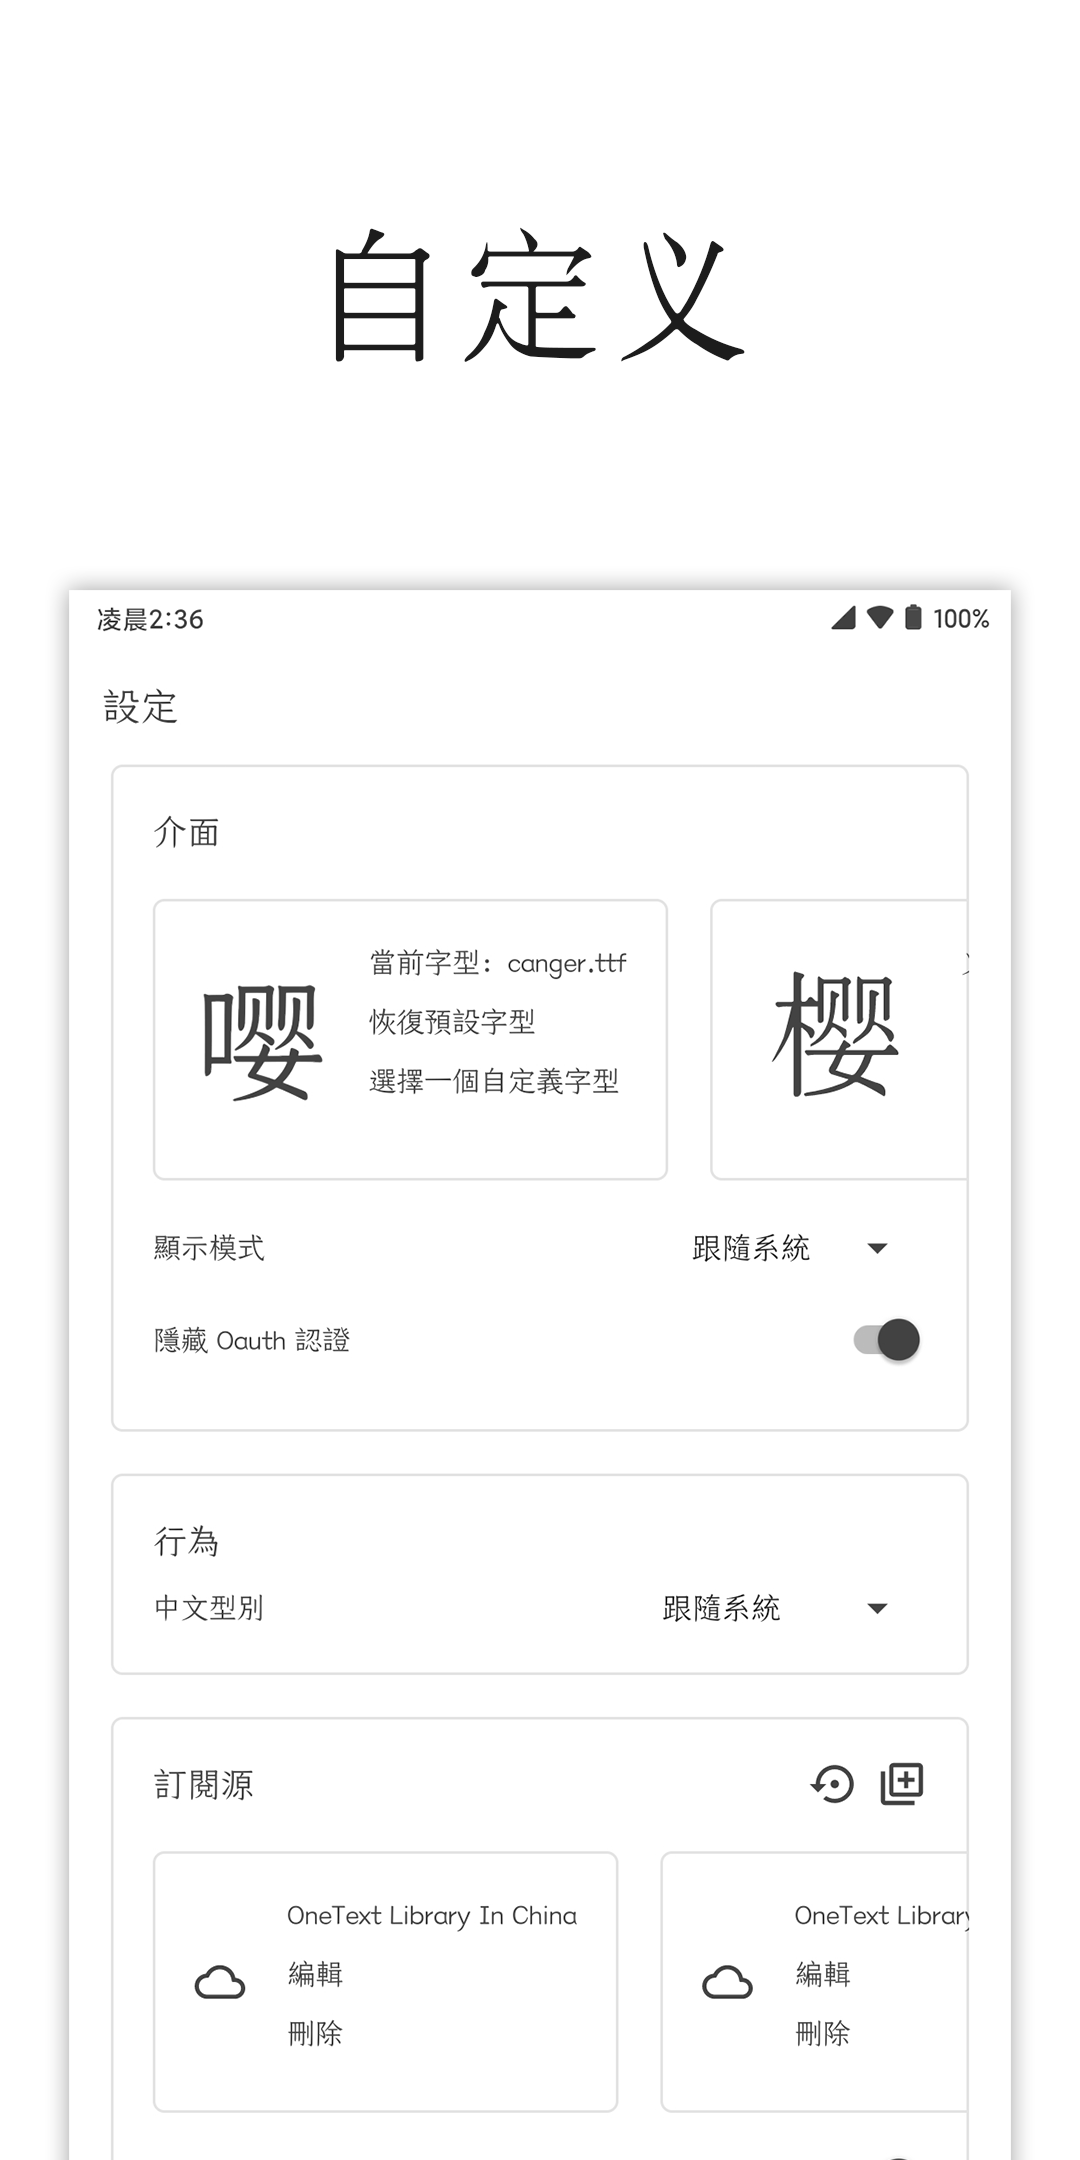 自定义
凌晨2:36 100%
設定
介面
嘤
當前字型：canger.ttf
恢復預設字型
選擇一個自定義字型
樱
顯示模式 跟隨系統
隱藏 Oauth 認證
行為
中文型別 跟隨系統
訂閱源
OneText Library In China
編輯
刪除
OneText Library
編輯
刪除